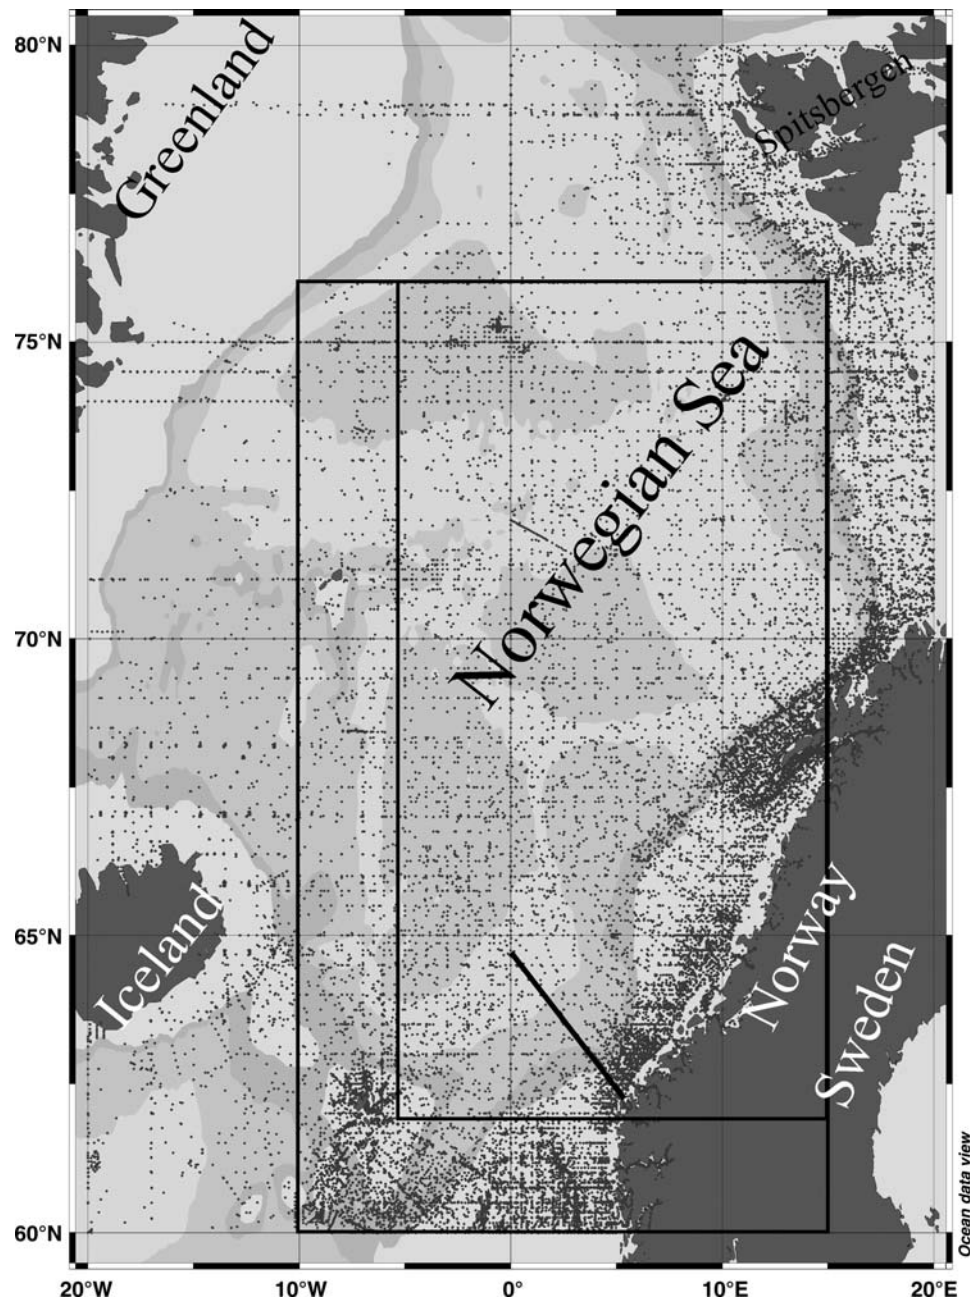 80°N
Greenland
Spitsbergen
75°N
Norwegian Sea
70°N
65°N
Iceland
Norway
Sweden
60°N
Ocean data view
20°W
10°W
0°
10°E
20°E